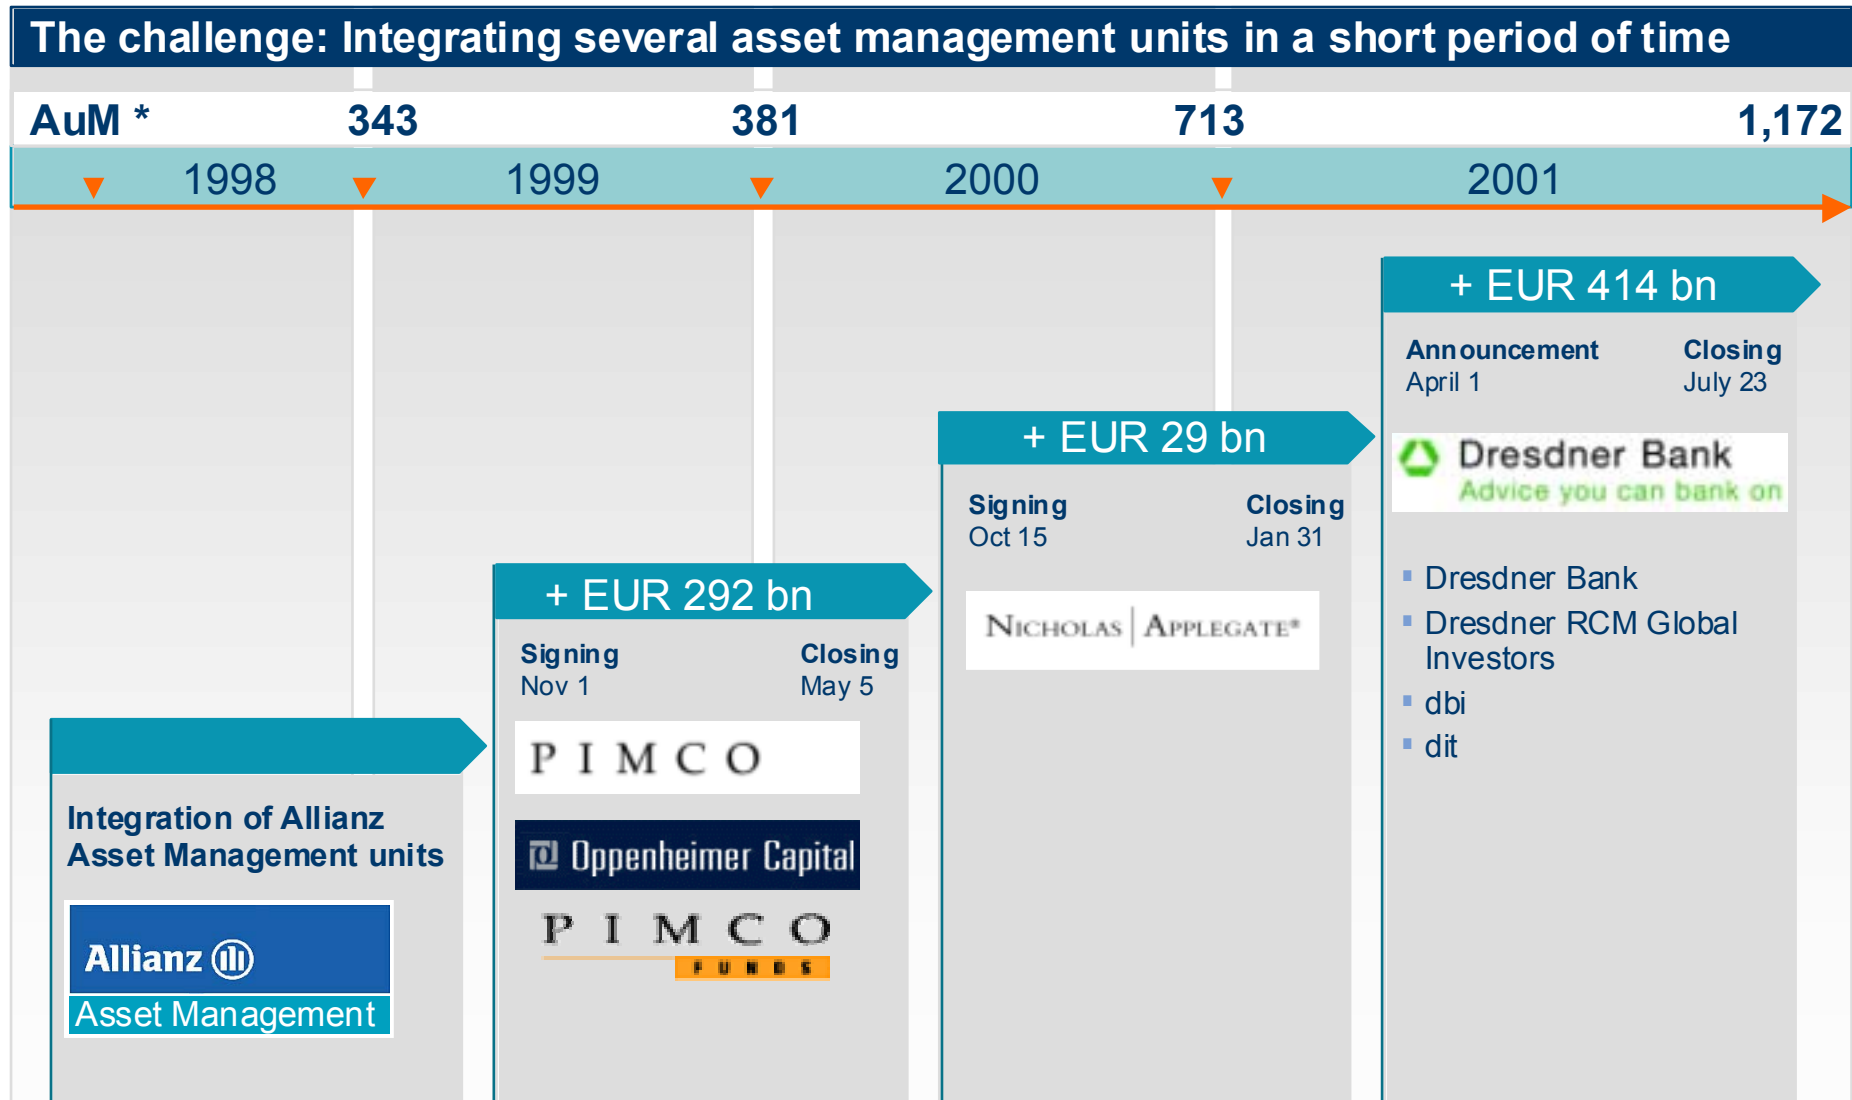 The challenge: Integrating several asset management units in a short period of time
AuM * 343 381 713 1,172
1998 1999 2000 2001
+ EUR 414 bn
Announcement Closing
April 1 July 23
Dresdner Bank
Advice you can bank on
▪ Dresdner Bank
▪ Dresdner RCM Global
Investors
▪ dbi
▪ dit
+ EUR 29 bn
Signing Closing
Oct 15 Jan 31
NICHOLAS | APPLEGATE®
+ EUR 292 bn
Signing Closing
Nov 1 May 5
PIMCO
Oppenheimer Capital
PIMCO
FUNDS
Integration of Allianz
Asset Management units
Allianz
Asset Management